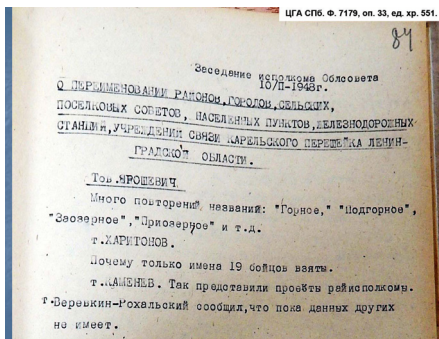 ЦГА СПб. Ф. 7179, оп. 33, ед. хр. 551.
84
Заседание исполкома Облсовета
10/П-1948г.
О ПЕРЕИМЕНОВАНИИ РАЙОНОВ, ГОРОДОВ, СЕЛЬСКИХ,
ПОСЕЛКОВЫХ СОВЕТОВ, НАСЕЛЕННЫХ ПУНКТОВ, ЖЕЛЕЗНОДОРОЖНЫХ
СТАНЦИЙ, УЧРЕЖДЕНИЙ СВЯЗИ КАРЕЛЬСКОГО ПЕРЕШЕЙКА ЛЕНИН-
ГРАДСКОЙ ОБЛАСТИ.
Тов. ЯРОШЕВИЧ.
Много повторений названий: "Горное," "Подгорное",
"Заозерное", "Приозерное" и т.д.
т. ХАРИТОНОВ.
Почему только имена 19 бойцов взяты.
т. КАМЕНЕВ. Так представили проекты райисполкомы.
т. Веревкин-Рохальский сообщил, что пока данных других
не имеет.